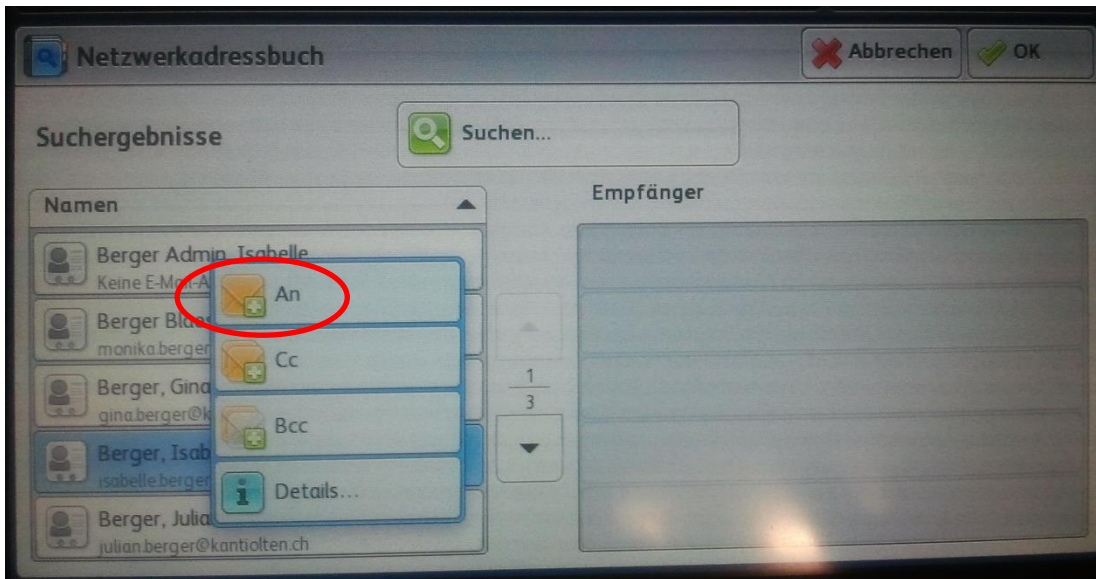 Netzwerkadressbuch
Abbrechen
OK
Suchergebnisse
Suchen...
Namen
Empfänger
Berger Admin, Isabelle
Keine E-Mail-A
An
Berger Blaes
monika.berger
Cc
Berger, Gina
gina.berger@k
1
3
Bcc
Berger, Isab
isabelle.berger
Details...
Berger, Julia
julian.berger@kantiolten.ch